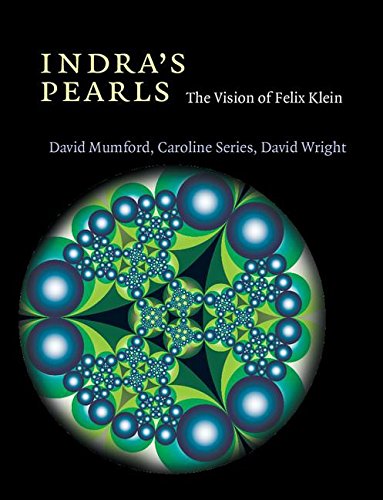 INDRA'S
PEARLS The Vision of Felix Klein
David Mumford, Caroline Series, David Wright